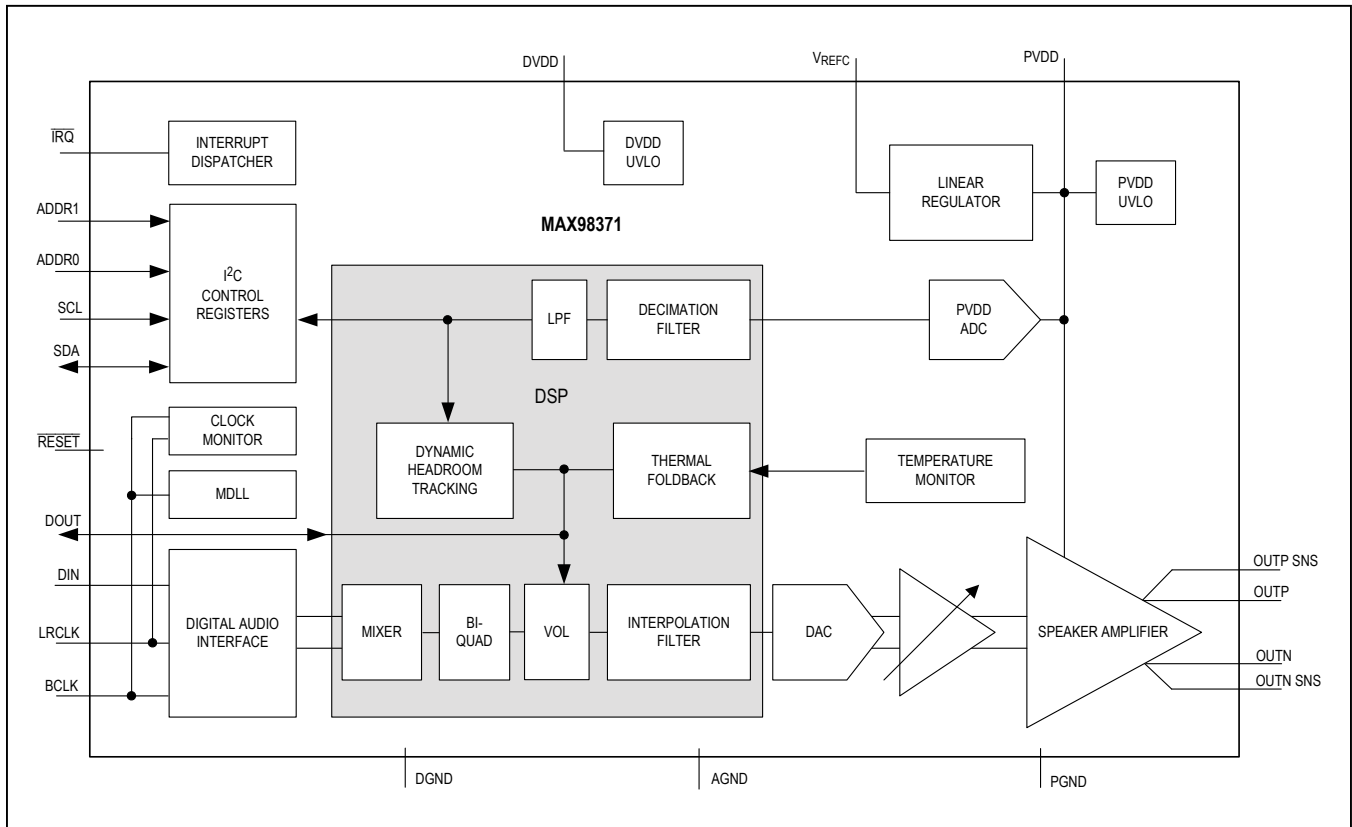 DVDD
VREFC
PVDD
IRQ
INTERRUPT
DISPATCHER
DVDD
UVLO
LINEAR
REGULATOR
PVDD
UVLO
MAX98371
ADDR1
ADDR0
SCL
SDA
I2C
CONTROL
REGISTERS
LPF
DECIMATION
FILTER
PVDD
ADC
DSP
RESET
CLOCK
MONITOR
MDLL
DYNAMIC
HEADROOM
TRACKING
THERMAL
FOLDBACK
TEMPERATURE
MONITOR
DOUT
DIN
LRCLK
BCLK
DIGITAL AUDIO
INTERFACE
MIXER
BI-
QUAD
VOL
INTERPOLATION
FILTER
DAC
SPEAKER AMPLIFIER
OUTP SNS
OUTP
OUTN
OUTN SNS
DGND
AGND
PGND